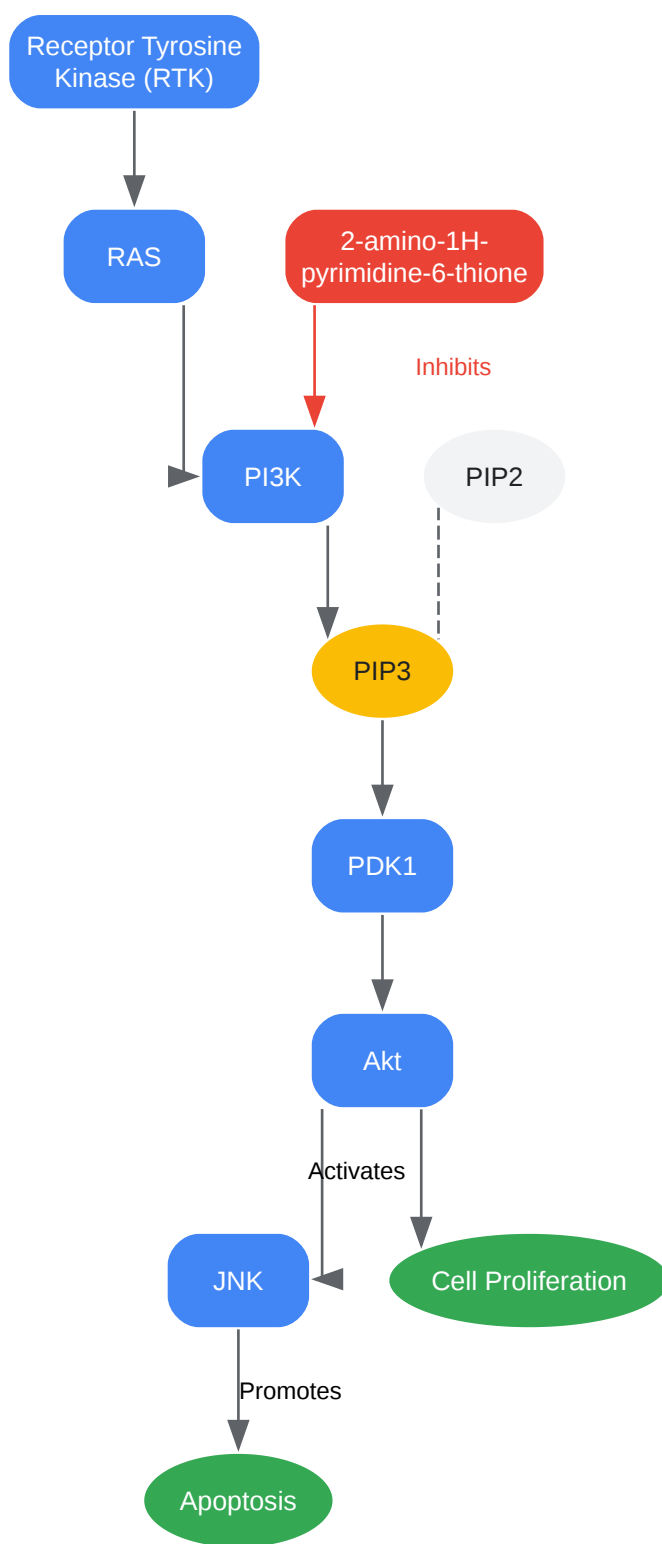 Receptor Tyrosine
Kinase (RTK)
RAS
2-amino-1H-
pyrimidine-6-thione
Inhibits
PI3K
PIP2
PIP3
PDK1
Akt
Activates
JNK
Cell Proliferation
Promotes
Apoptosis